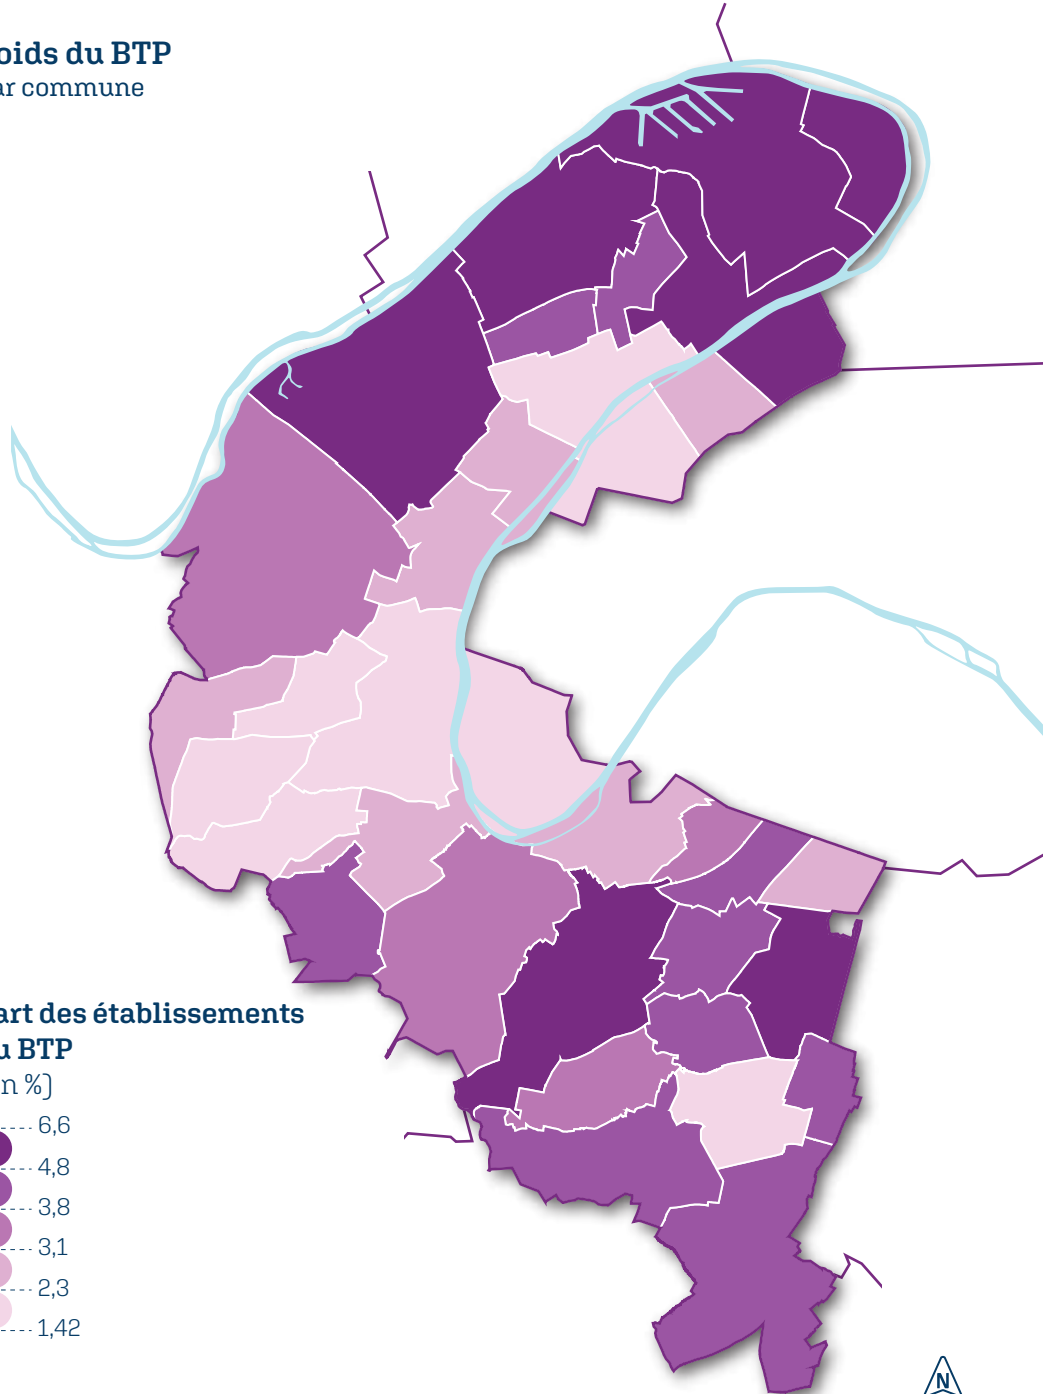 oids du BTP
ar commune
art des établissements
u BTP
n %)
6,6
4,8
3,8
3,1
2,3
1,42
N